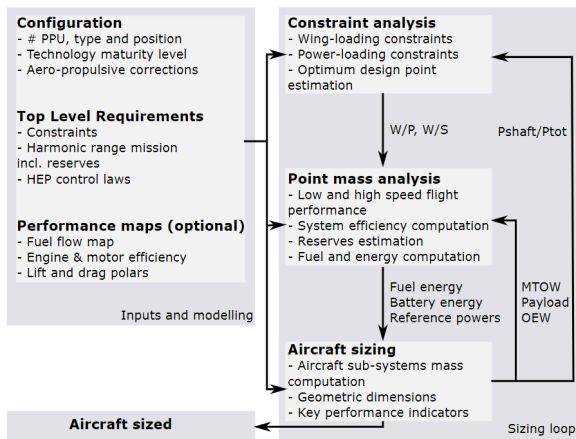 Configuration
- # PPU, type and position
- Technology maturity level
- Aero-propulsive corrections
Top Level Requirements
- Constraints
- Harmonic range mission
incl. reserves
- HEP control laws
Performance maps (optional)
- Fuel flow map
- Engine & motor efficiency
- Lift and drag polars
Inputs and modelling
Constraint analysis
- Wing-loading constraints
- Power-loading constraints
- Optimum design point
estimation
W/P, W/S
Pshaft/Ptot
Point mass analysis
- Low and high speed flight
performance
- System efficiency computation
- Reserves estimation
- Fuel and energy computation
Fuel energy
Battery energy
Reference powers
MTOW
Payload
OEW
Aircraft sizing
- Aircraft sub-systems mass
computation
- Geometric dimensions
- Key performance indicators
Sizing loop
Aircraft sized